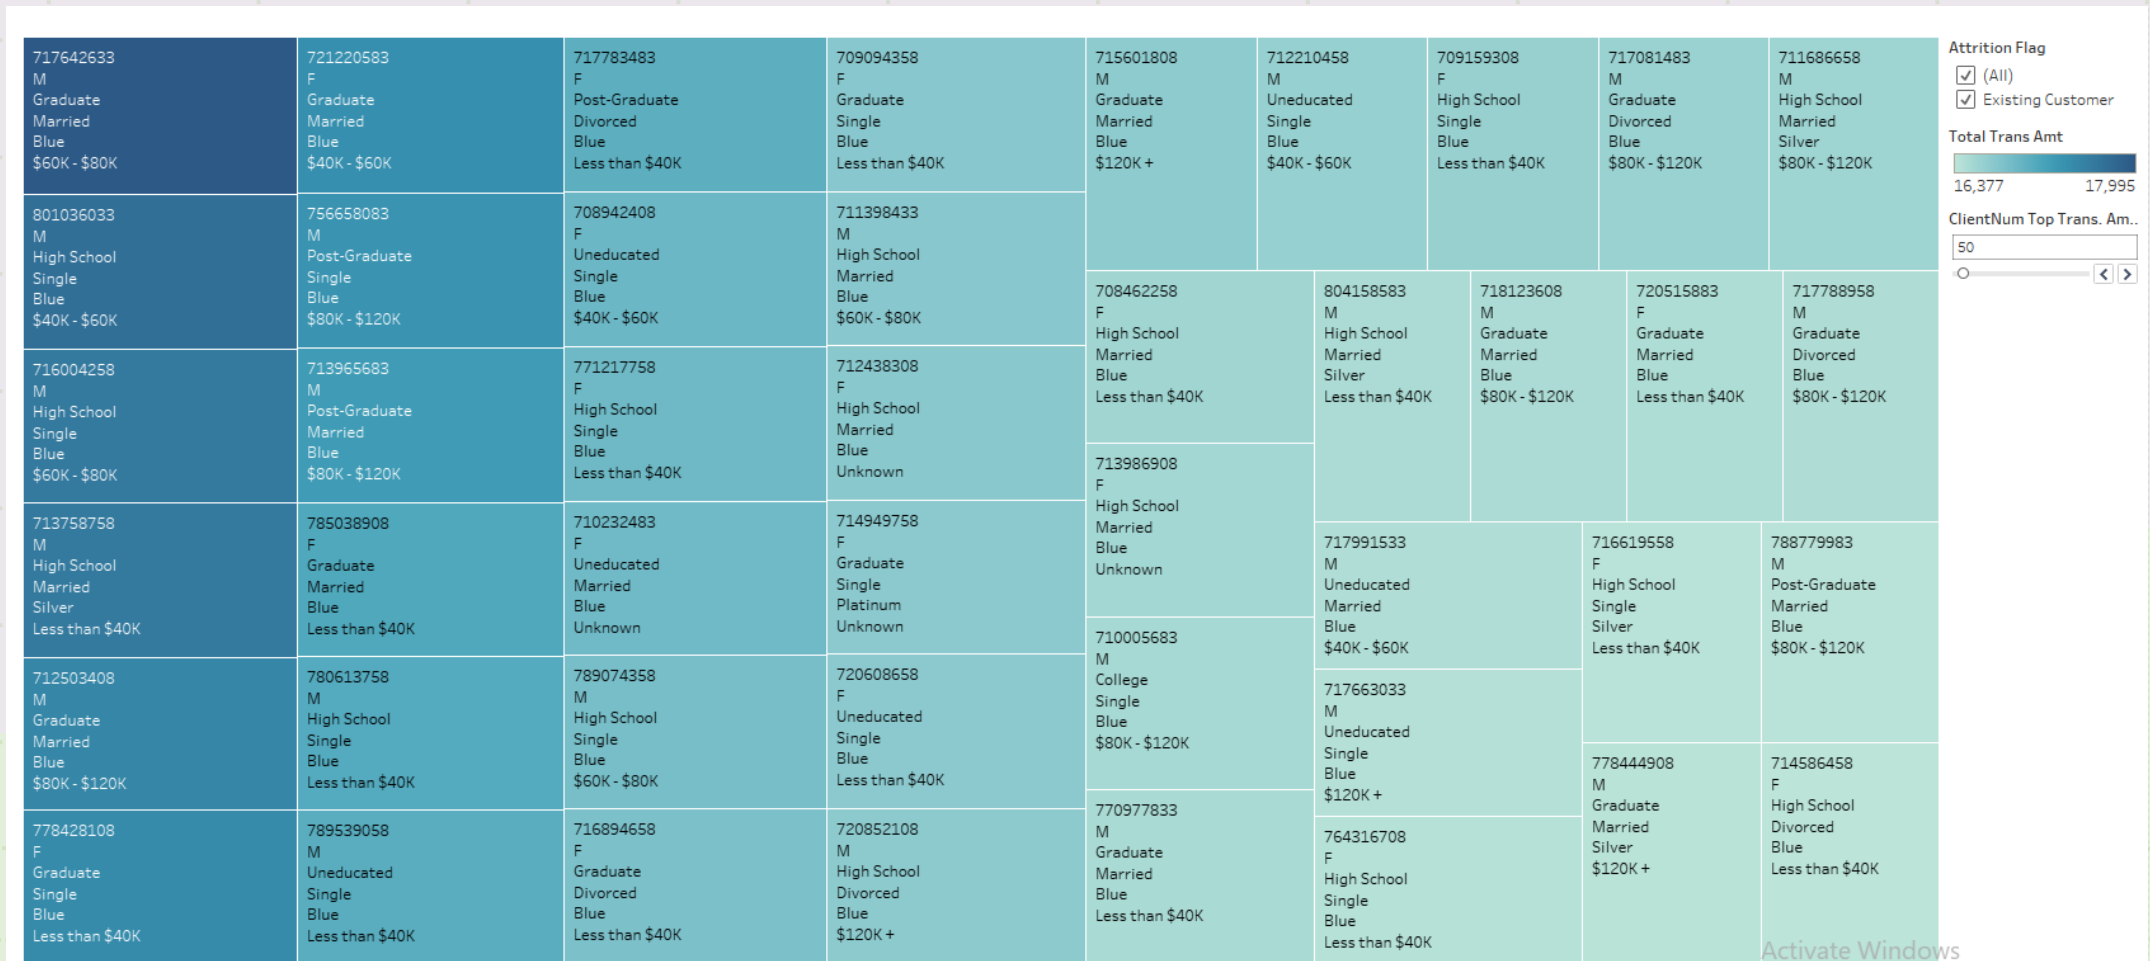 717642633
M
Graduate
Married
Blue
$60K - $80K
801036033
M
High School
Single
Blue
$40K - $60K
716004258
M
High School
Single
Blue
$60K - $80K
713758758
M
High School
Married
Silver
Less than $40K
712503408
M
Graduate
Married
Blue
$80K - $120K
778428108
F
Graduate
Single
Blue
Less than $40K
721220583
F
Graduate
Married
Blue
$40K - $60K
756658083
M
Post-Graduate
Single
Blue
$80K - $120K
713965683
M
Post-Graduate
Married
Blue
$80K - $120K
785038908
F
Graduate
Married
Blue
Less than $40K
780613758
M
High School
Single
Blue
Less than $40K
789539058
M
Uneducated
Single
Blue
Less than $40K
717783483
F
Post-Graduate
Divorced
Blue
Less than $40K
708942408
F
Uneducated
Single
Blue
$40K - $60K
771217758
F
High School
Single
Blue
Less than $40K
710232483
F
Uneducated
Married
Blue
Unknown
789074358
M
High School
Single
Blue
$60K - $80K
716894658
F
Graduate
Divorced
Blue
Less than $40K
709094358
F
Graduate
Single
Blue
Less than $40K
711398433
M
High School
Married
Blue
$60K - $80K
712438308
F
High School
Married
Blue
Unknown
714949758
F
Graduate
Single
Platinum
Unknown
720608658
F
Uneducated
Single
Blue
Less than $40K
720852108
M
High School
Divorced
Blue
$120K +
715601808
M
Graduate
Married
Blue
$120K +
712210458
M
Uneducated
Single
Blue
$40K - $60K
709159308
F
High School
Single
Blue
Less than $40K
717081483
M
Graduate
Divorced
Blue
$80K - $120K
711686658
M
High School
Married
Silver
$80K - $120K
708462258
F
High School
Married
Blue
Less than $40K
713986908
F
High School
Married
Blue
Unknown
710005683
M
College
Single
Blue
$80K - $120K
770977833
M
Graduate
Married
Blue
Less than $40K
804158583
M
High School
Married
Silver
Less than $40K
718123608
M
Graduate
Married
Blue
$80K - $120K
720515883
F
Graduate
Married
Blue
Less than $40K
717788958
M
Graduate
Divorced
Blue
$80K - $120K
717991533
M
Uneducated
Married
Blue
$40K - $60K
717663033
M
Uneducated
Single
Blue
$120K +
764316708
F
High School
Single
Blue
Less than $40K
716619558
F
High School
Single
Silver
Less than $40K
788779983
M
Post-Graduate
Married
Blue
$80K - $120K
778444908
M
Graduate
Married
Silver
$120K +
714586458
F
High School
Divorced
Blue
Less than $40K
Attrition Flag
(All)
Existing Customer
Total Trans Amt
16,377 17,995
ClientNum Top Trans. Am..
50
Activate Windows